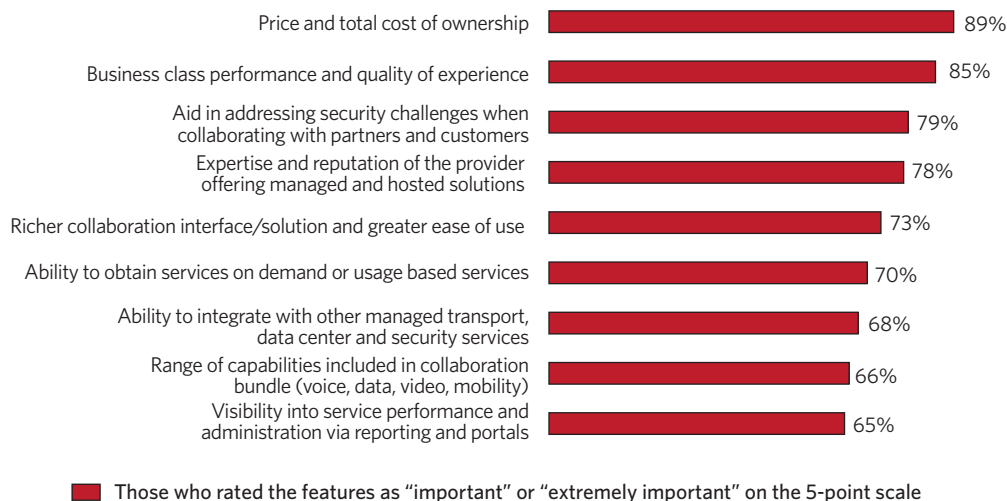 Price and total cost of ownership
89%
Business class performance and quality of experience
85%
Aid in addressing security challenges when
collaborating with partners and customers
79%
Expertise and reputation of the provider
offering managed and hosted solutions
78%
Richer collaboration interface/solution and greater ease of use
73%
Ability to obtain services on demand or usage based services
70%
Ability to integrate with other managed transport,
data center and security services
68%
Range of capabilities included in collaboration
bundle (voice, data, video, mobility)
66%
Visibility into service performance and
administration via reporting and portals
65%
Those who rated the features as “important” or “extremely important” on the 5-point scale